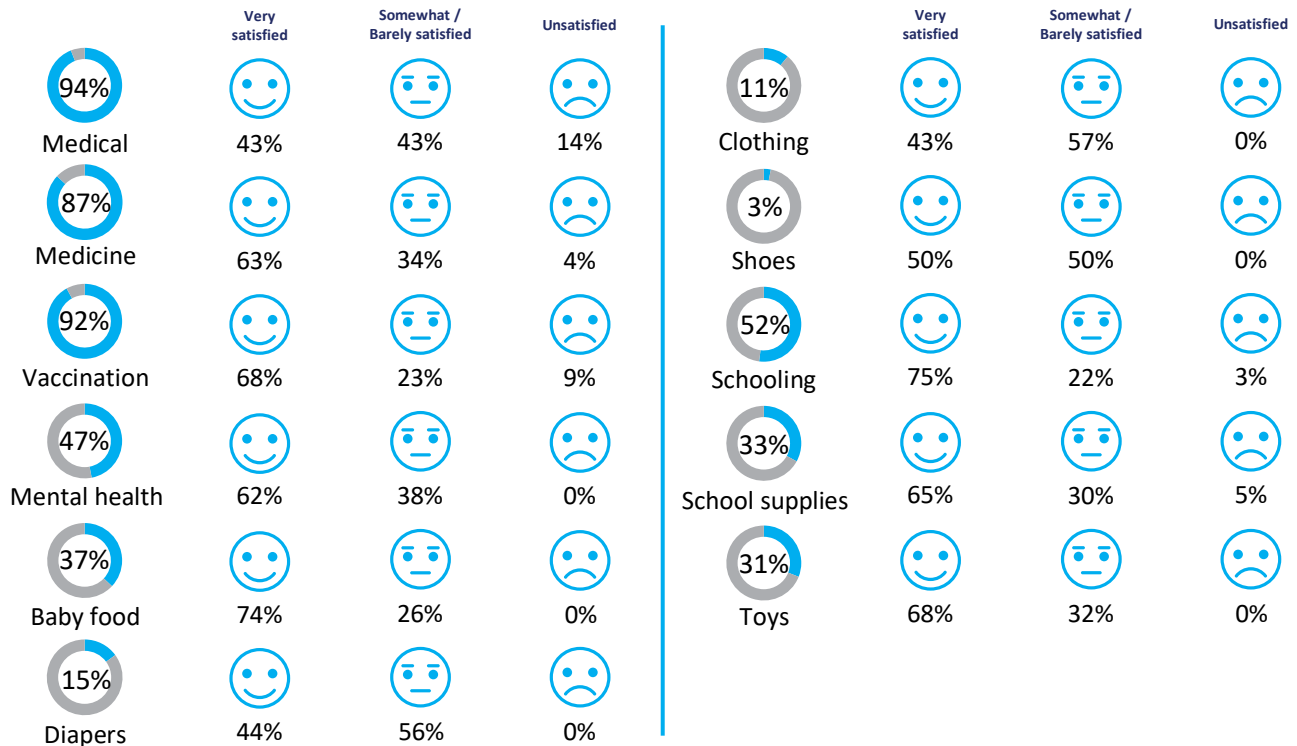 Very
satisfied
Somewhat /
Barely satisfied
Unsatisfied
94%
Medical
43% 43% 14%
87%
Medicine
63% 34% 4%
92%
Vaccination
68% 23% 9%
47%
Mental health
62% 38% 0%
37%
Baby food
74% 26% 0%
15%
Diapers
44% 56% 0%
Very
satisfied
Somewhat /
Barely satisfied
Unsatisfied
11%
Clothing
43% 57% 0%
3%
Shoes
50% 50% 0%
52%
Schooling
75% 22% 3%
33%
School supplies
65% 30% 5%
31%
Toys
68% 32% 0%